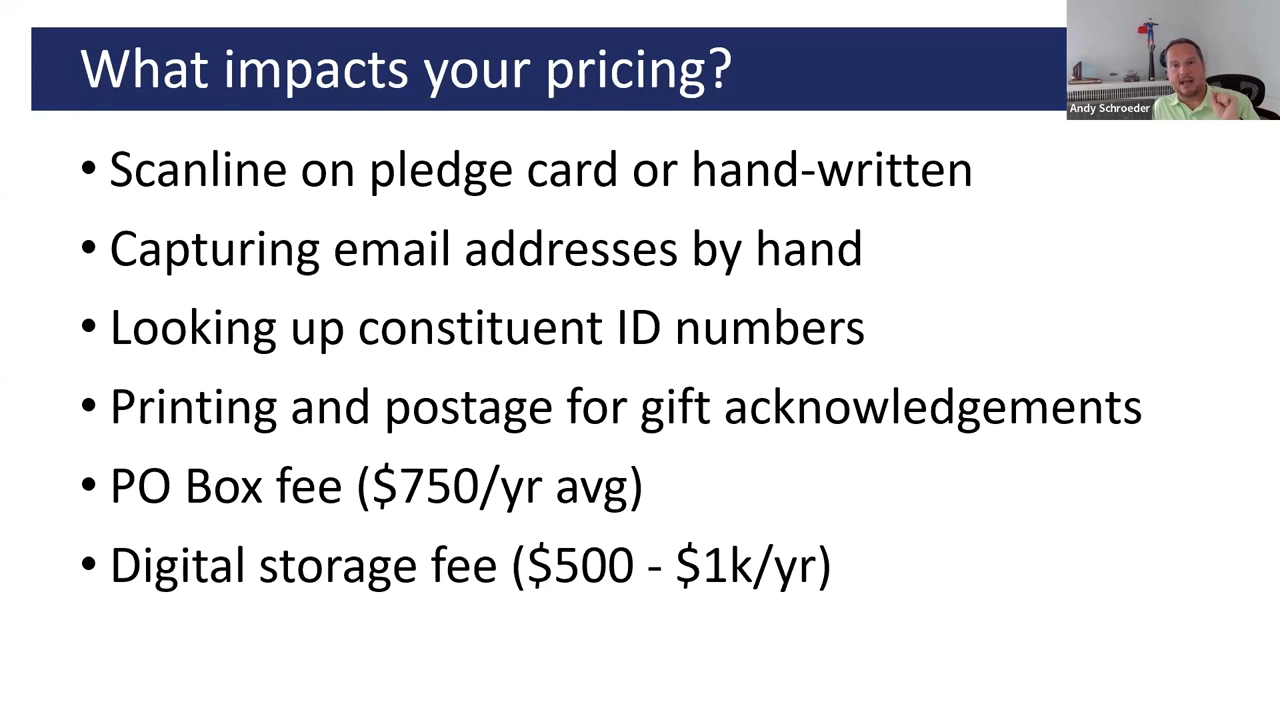 What impacts your pricing?
Andy Schroeder
• Scanline on pledge card or hand-written
• Capturing email addresses by hand
• Looking up constituent ID numbers
• Printing and postage for gift acknowledgements
• PO Box fee ($750/yr avg)
• Digital storage fee ($500 - $1k/yr)